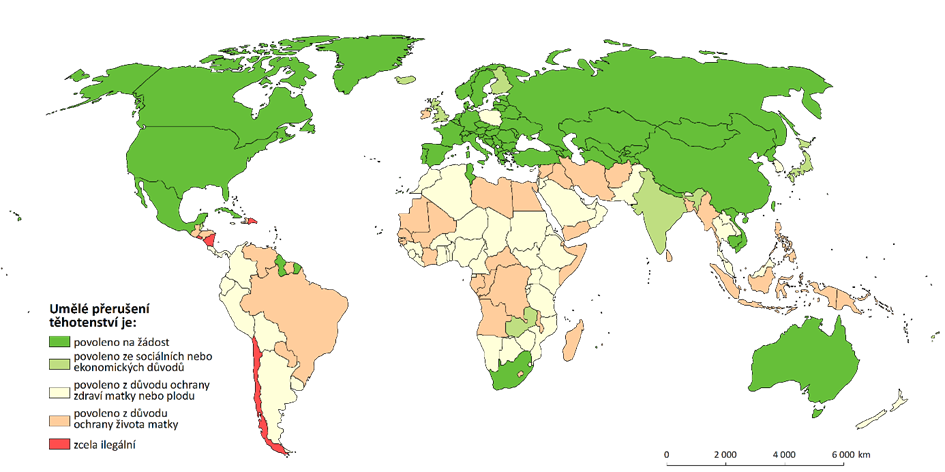 Umělé přerušení
těhotenství je:
povoleno na žádost
povoleno ze sociálních nebo
ekonomických důvodů
povoleno z důvodu ochrany
zdraví matky nebo plodu
povoleno z důvodu
ochrany života matky
zcela ilegální
0 2 000 4 000 6 000 km